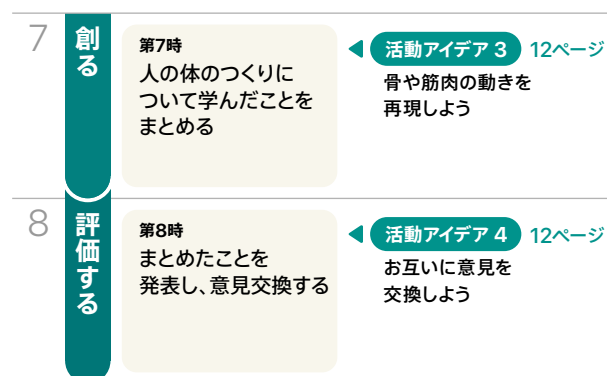 7
創る
第7時
人の体のつくりに
ついて学んだことを
まとめる
活動アイデア 3 12ページ
骨や筋肉の動きを
再現しよう
8
評価する
第8時
まとめたことを
発表し、意見交換する
活動アイデア 4 12ページ
お互いに意見を
交換しよう